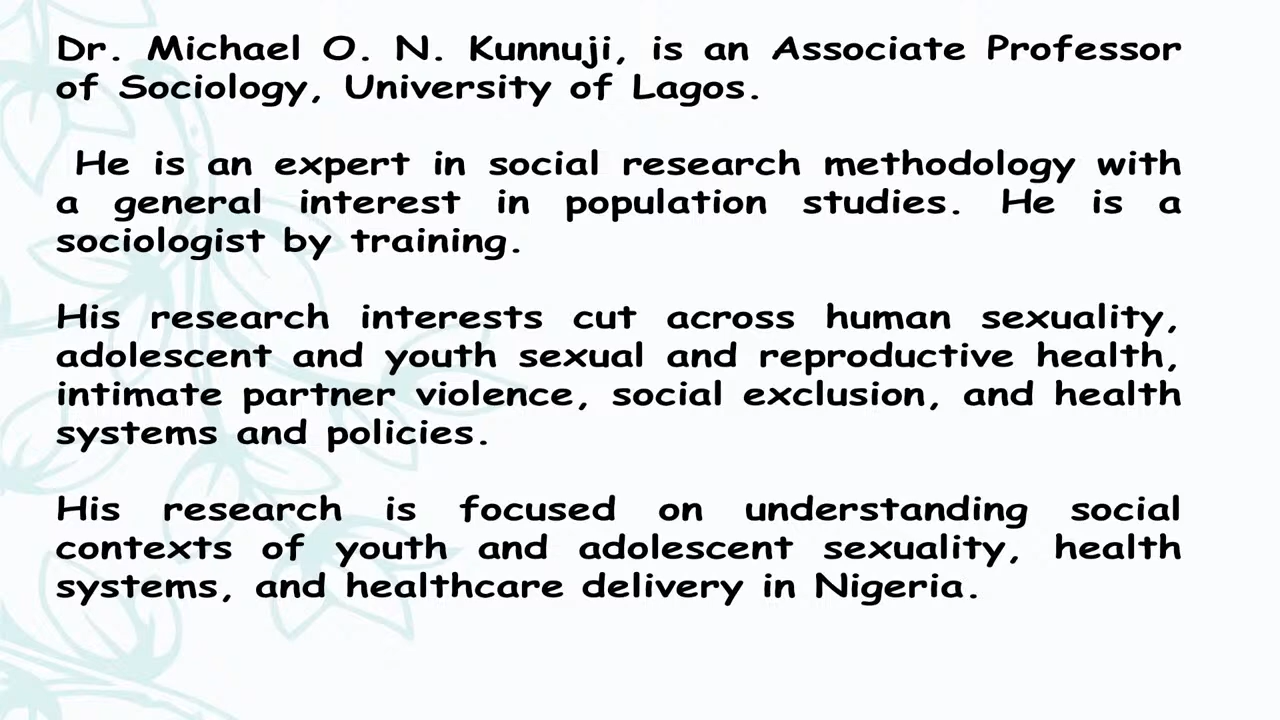 Dr. Michael O. N. Kunnuji, is an Associate Professor
of Sociology, University of Lagos.
He is an expert in social research methodology with
a general interest in population studies. He is a
sociologist by training.
His research interests cut across human sexuality,
adolescent and youth sexual and reproductive health,
intimate partner violence, social exclusion, and health
systems and policies.
His research is focused on understanding social
contexts of youth and adolescent sexuality, health
systems, and healthcare delivery in Nigeria.